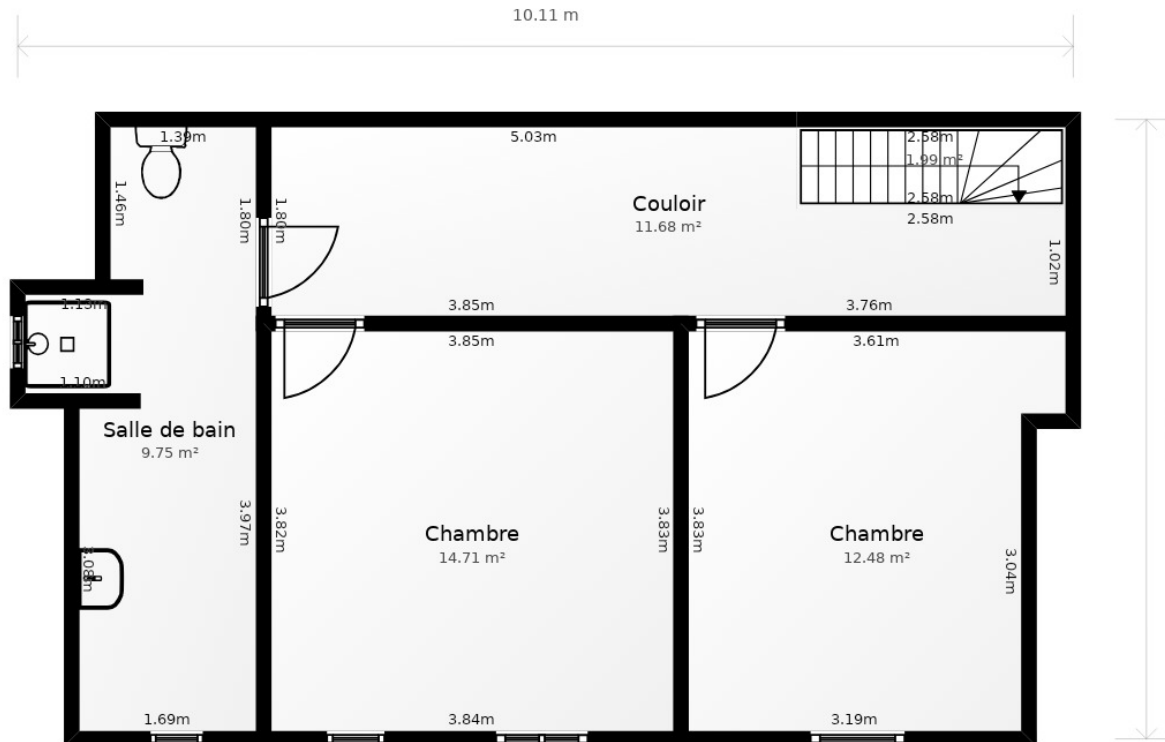 10.11 m
1.39m
5.03m
2.58m
1.99 m²
1.46m
1.80m
1.80m
Couloir
11.68 m²
2.58m
2.58m
1.02m
1.13m
3.85m
3.76m
3.85m
3.61m
1.10m
Salle de bain
9.75 m²
3.97m
3.82m
Chambre
14.71 m²
3.83m
3.83m
Chambre
12.48 m²
3.04m
3.08m
1.69m
3.84m
3.19m